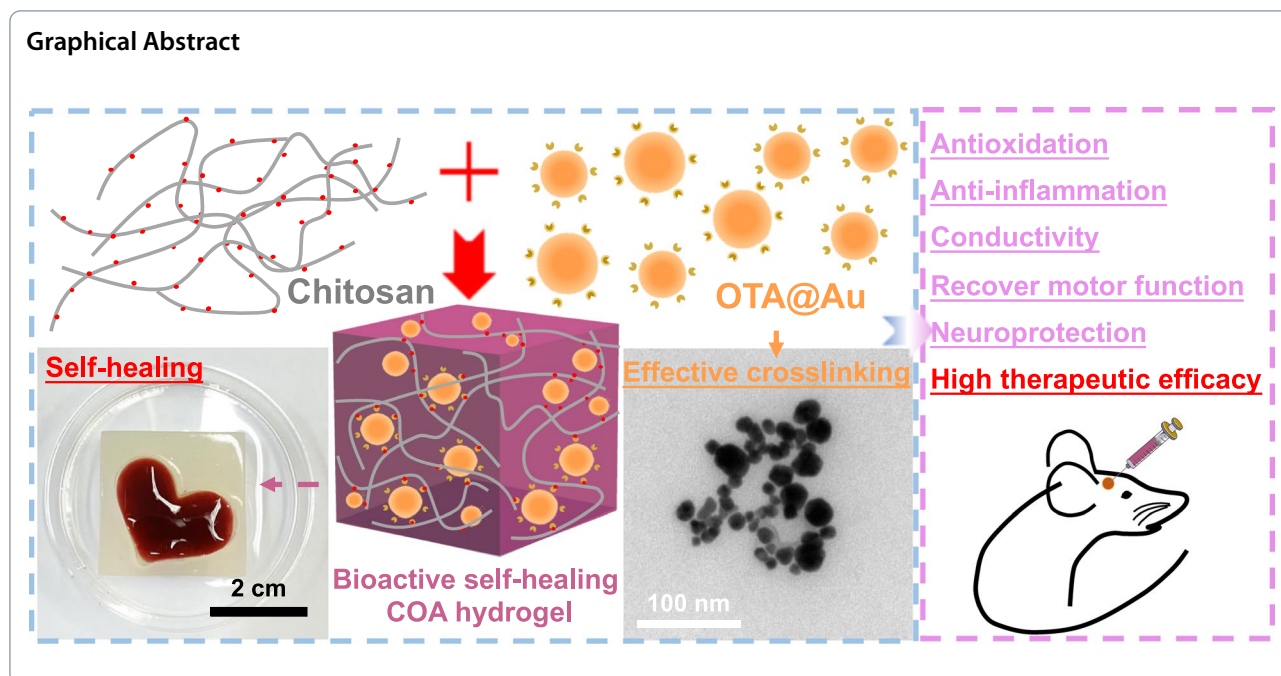 Graphical Abstract
Chitosan
OTA@Au
Self-healing
2 cm
Bioactive self-healing
COA hydrogel
Effective crosslinking
100 nm
Antioxidation
Anti-inflammation
Conductivity
Recover motor function
Neuroprotection
High therapeutic efficacy